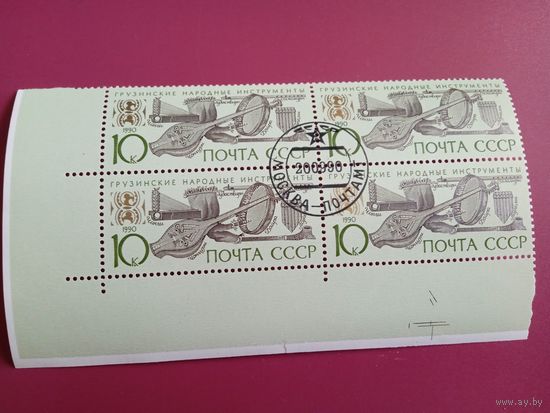 ГРУЗИНСКИЕ НАРОДНЫЕ ИНСТРУМЕНТЫ
1990
10К ПОЧТА СССР
ГРУЗИНСКИЕ НАРОДНЫЕ ИНСТРУМЕНТЫ
1990
10К ПОЧТА СССР
МОСКВА-ПОЧТАМТ
200990
ГРУЗИНСКИЕ НАРОДНЫЕ ИНСТРУМЕНТЫ
1990
10К ПОЧТА СССР
ГРУЗИНСКИЕ НАРОДНЫЕ ИНСТРУМЕНТЫ
1990
10К ПОЧТА СССР
www.ay.by